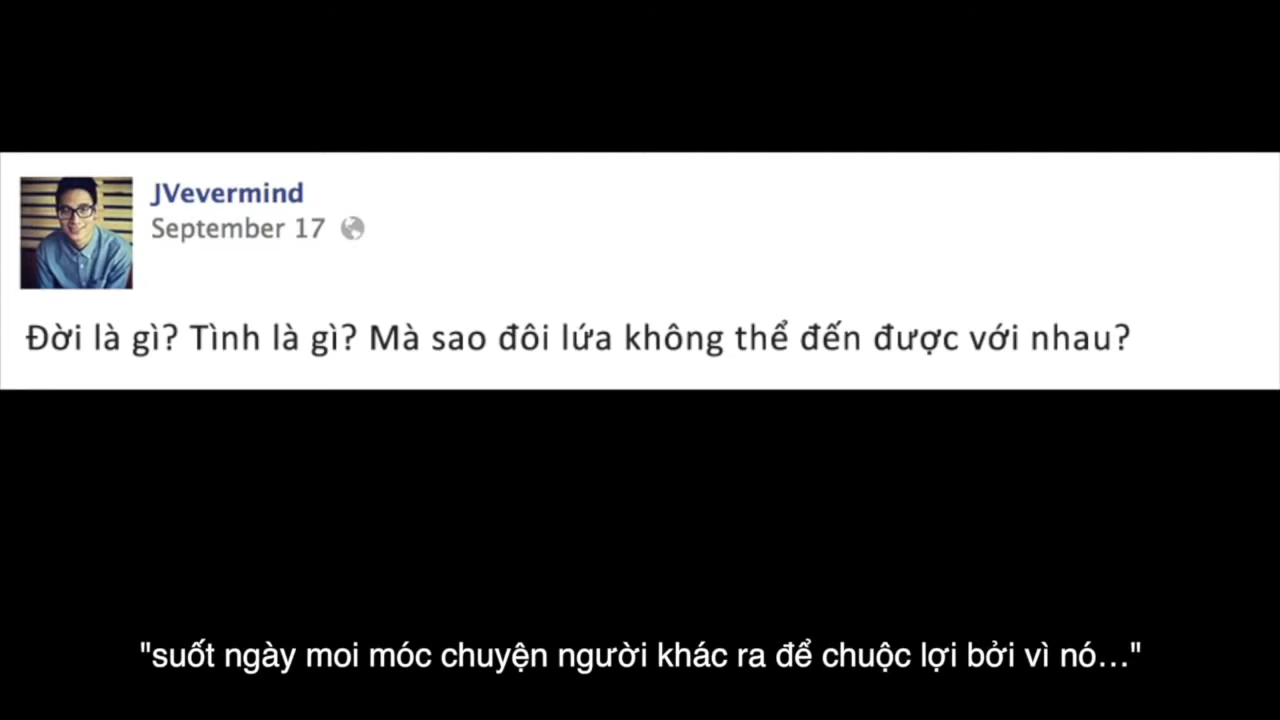 JVevermind
September 17
Đời là gì? Tình là gì? Mà sao đôi lứa không thể đến được với nhau?
"suốt ngày moi móc chuyện người khác ra để chuộc lợi bởi vì nó..."